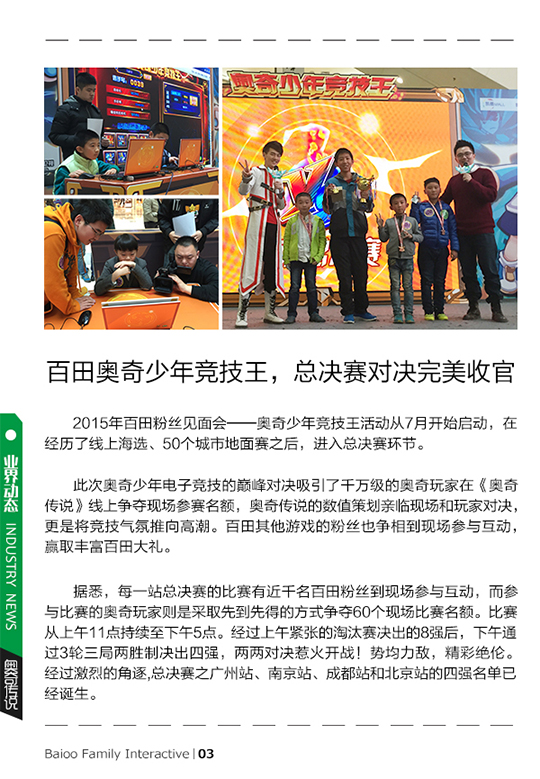 奥奇少年竞技王
百田奥奇少年竞技王，总决赛对决完美收官
2015年百田粉丝见面会——奥奇少年竞技王活动从7月开始启动，在
经历了线上海选、50个城市地面赛之后，进入总决赛环节。
此次奥奇少年电子竞技的巅峰对决吸引了千万级的奥奇玩家在《奥奇
传说》线上争夺现场参赛名额，奥奇传说的数值策划亲临现场和玩家对决，
更是将竞技气氛推向高潮。百田其他游戏的粉丝也争相到现场参与互动，
赢取丰富百田大礼。
据悉，每一站总决赛的比赛有近千名百田粉丝到现场参与互动，而参
与比赛的奥奇玩家则是采取先到先得的方式争夺60个现场比赛名额。比赛
从上午11点持续至下午5点。经过上午紧张的淘汰赛决出的8强后，下午通
过3轮三局两胜制决出四强，两两对决惹火开战！势均力敌，精彩绝伦。
经过激烈的角逐,总决赛之广州站、南京站、成都站和北京站的四强名单已
经诞生。
业界动态
INDUSTRY NEWS
奥奇传说
Baioo Family Interactive | 03